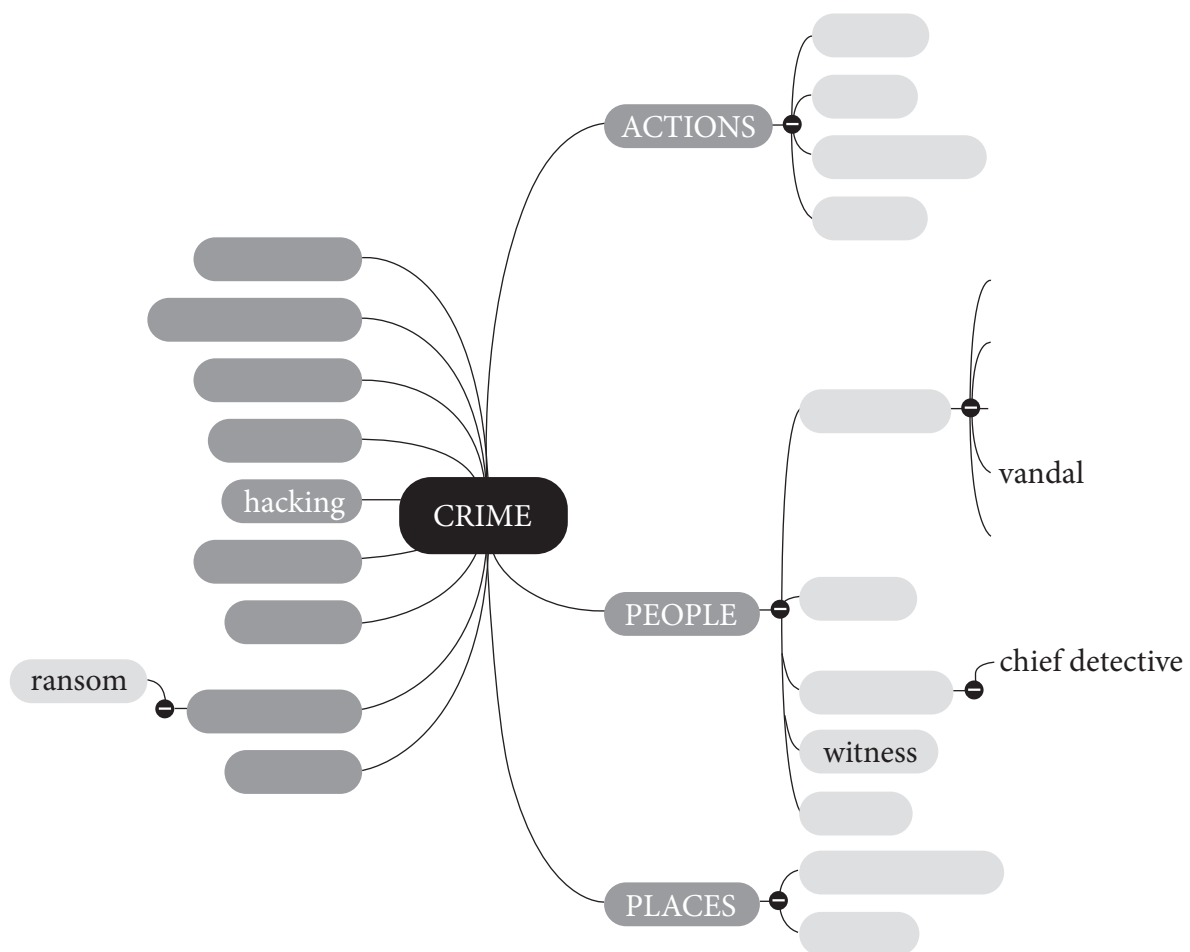 ACTIONS
vandal
hacking
CRIME
PEOPLE
chief detective
ransom
witness
PLACES